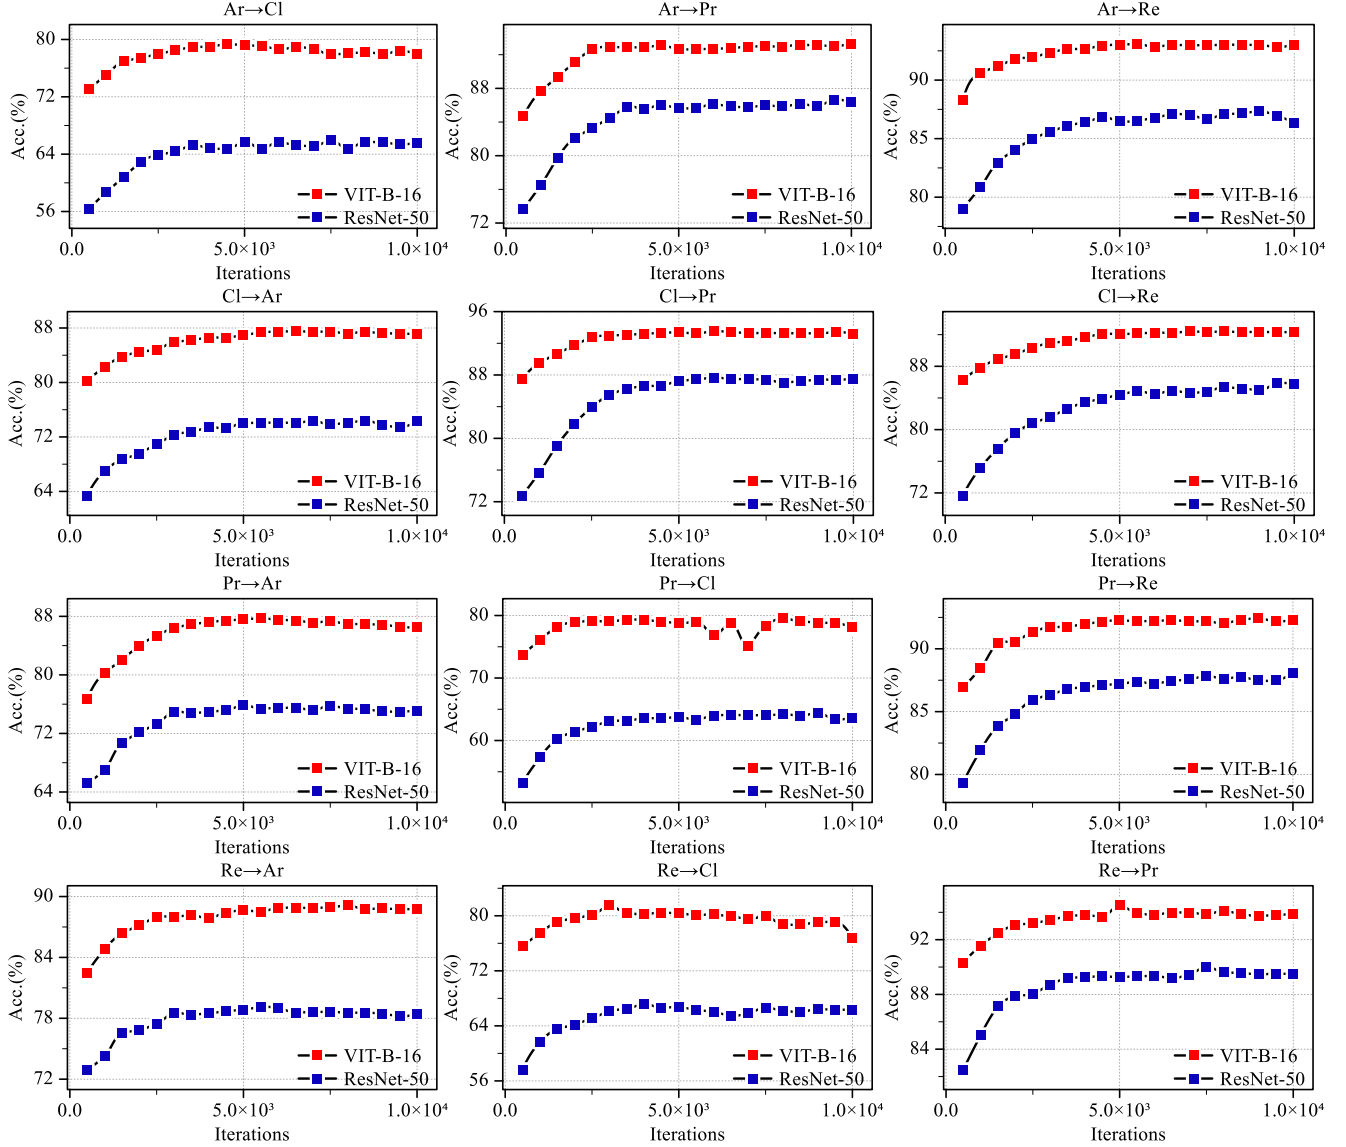 Ar→Cl
Acc.(%)
80
72
64
56
VIT-B-16
ResNet-50
0.0 5.0×10³ 1.0×10⁴
Iterations
Ar→Pr
Acc.(%)
88
80
72
VIT-B-16
ResNet-50
0.0 5.0×10³ 1.0×10⁴
Iterations
Ar→Re
Acc.(%)
90
85
80
VIT-B-16
ResNet-50
0.0 5.0×10³ 1.0×10⁴
Iterations
Cl→Ar
Acc.(%)
88
80
72
64
VIT-B-16
ResNet-50
0.0 5.0×10³ 1.0×10⁴
Iterations
Cl→Pr
Acc.(%)
96
88
80
72
VIT-B-16
ResNet-50
0.0 5.0×10³ 1.0×10⁴
Iterations
Cl→Re
Acc.(%)
88
80
72
VIT-B-16
ResNet-50
0.0 5.0×10³ 1.0×10⁴
Iterations
Pr→Ar
Acc.(%)
88
80
72
64
VIT-B-16
ResNet-50
0.0 5.0×10³ 1.0×10⁴
Iterations
Pr→Cl
Acc.(%)
80
70
60
VIT-B-16
ResNet-50
0.0 5.0×10³ 1.0×10⁴
Iterations
Pr→Re
Acc.(%)
90
85
80
VIT-B-16
ResNet-50
0.0 5.0×10³ 1.0×10⁴
Iterations
Re→Ar
Acc.(%)
90
84
78
72
VIT-B-16
ResNet-50
0.0 5.0×10³ 1.0×10⁴
Iterations
Re→Cl
Acc.(%)
80
72
64
56
VIT-B-16
ResNet-50
0.0 5.0×10³ 1.0×10⁴
Iterations
Re→Pr
Acc.(%)
92
88
84
VIT-B-16
ResNet-50
0.0 5.0×10³ 1.0×10⁴
Iterations